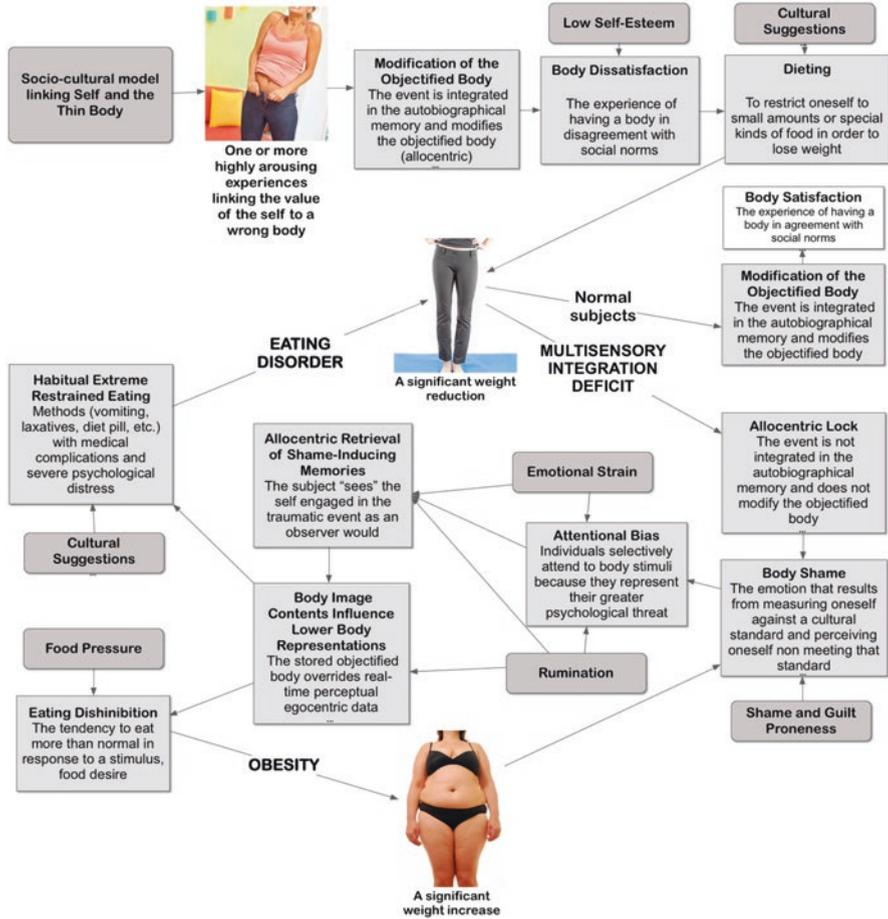 Socio-cultural model
linking Self and the
Thin Body
One or more
highly arousing
experiences
linking the value
of the self to a
wrong body
Modification of the
Objectified Body
The event is integrated
in the autobiographical
memory and modifies
the objectified body
(allocentric)
...
Low Self-Esteem
Body Dissatisfaction
The experience of
having a body in
disagreement with
social norms
Cultural
Suggestions
Dieting
To restrict oneself to
small amounts or special
kinds of food in order to
lose weight
Body Satisfaction
The experience of having a
body in agreement with
social norms
Modification of the
Objectified Body
The event is integrated
in the autobiographical
memory and modifies
the objectified body
Normal
subjects
MULTISENSORY
INTEGRATION
DEFICIT
A significant weight
reduction
EATING
DISORDER
Habitual Extreme
Restrained Eating
Methods (vomiting,
laxatives, diet pill, etc.)
with medical
complications and
severe psychological
distress
Cultural
Suggestions
...
Allocentric Retrieval
of Shame-Inducing
Memories
The subject “sees” the
self engaged in the
traumatic event as an
observer would
Emotional Strain
Attentional Bias
Individuals selectively
attend to body stimuli
because they represent
their greater
psychological threat
Allocentric Lock
The event is not
integrated in the
autobiographical
memory and does not
modify the objectified
body
Body Shame
The emotion that results
from measuring oneself
against a cultural
standard and perceiving
oneself non meeting that
standard
Shame and Guilt
Proneness
Rumination
Body Image
Contents Influence
Lower Body
Representations
The stored objectified
body overrides real-
time perceptual
egocentric data
...
Food Pressure
Eating Dishinibition
The tendency to eat
more than normal in
response to a stimulus,
food desire
OBESITY
A significant
weight increase